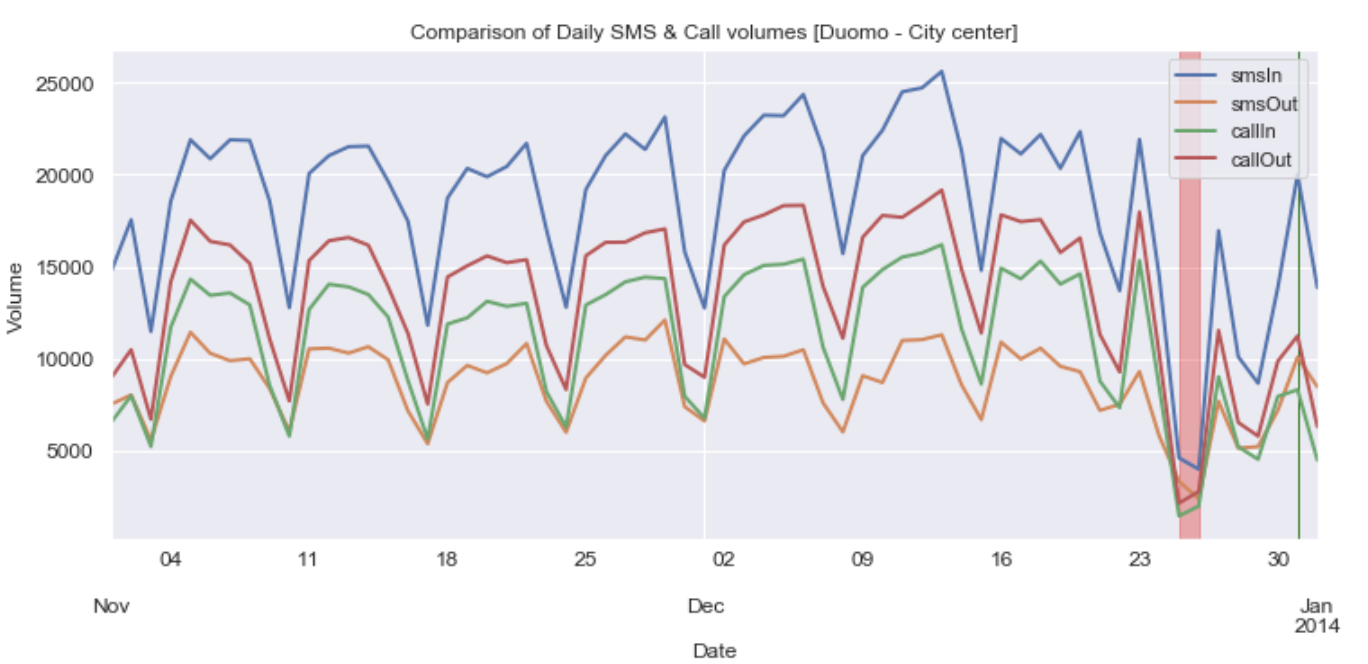 Comparison of Daily SMS & Call volumes [Duomo - City center]
25000
20000
15000
10000
5000
Volume
smsIn
smsOut
callIn
callOut
04 11 18 25 02 09 16 23 30
Nov Dec Jan
2014
Date